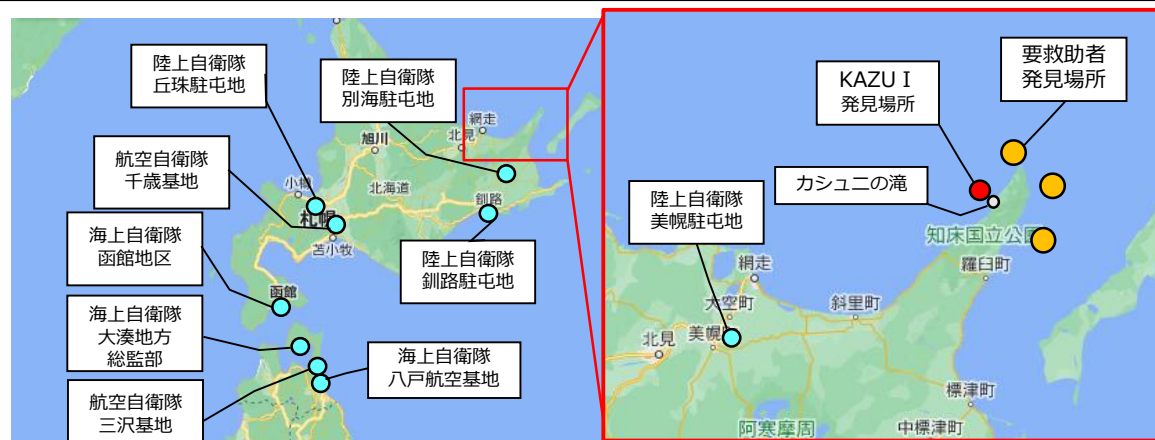 陸上自衛隊
丘珠駐屯地
陸上自衛隊
別海駐屯地
航空自衛隊
千歳基地
海上自衛隊
函館地区
海上自衛隊
大湊地方
総監部
航空自衛隊
三沢基地
海上自衛隊
八戸航空基地
陸上自衛隊
釧路駐屯地
網走
北見
旭川
北海道
小樽
札幌
苫小牧
釧路
函館
KAZU I
発見場所
要救助者
発見場所
カシュニの滝
陸上自衛隊
美幌駐屯地
知床国立公園
羅臼町
網走
大空町
斜里町
北見
美幌町
標津町
中標津町
阿寒摩周